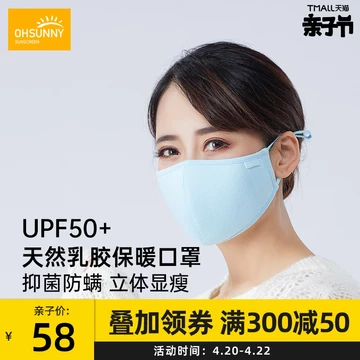 OHSUNNY
SUNSCREEN
TMALL天猫
亲子节
UPF50+
天然乳胶保暖口罩
抑菌防螨 立体显瘦
亲子价:
¥ 58
叠加领券 满300减50
活动时间: 4.20-4.22